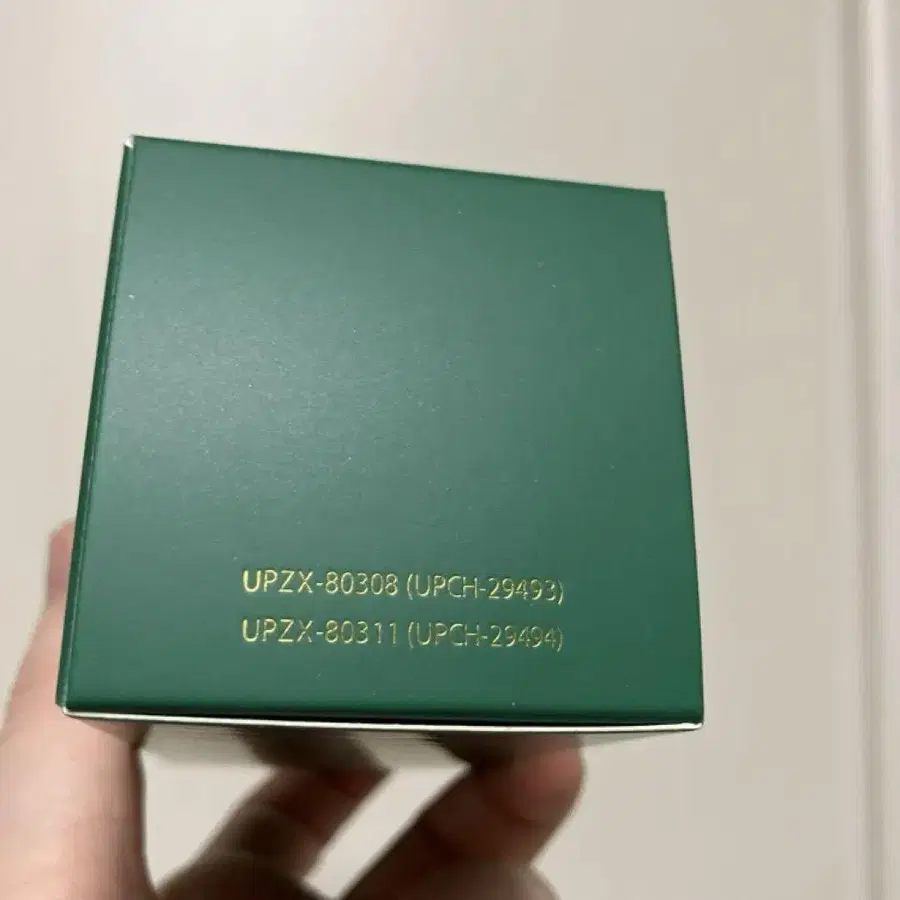 UPZX-80308 (UPCH-29493)
UPZX-80311 (UPCH-29494)